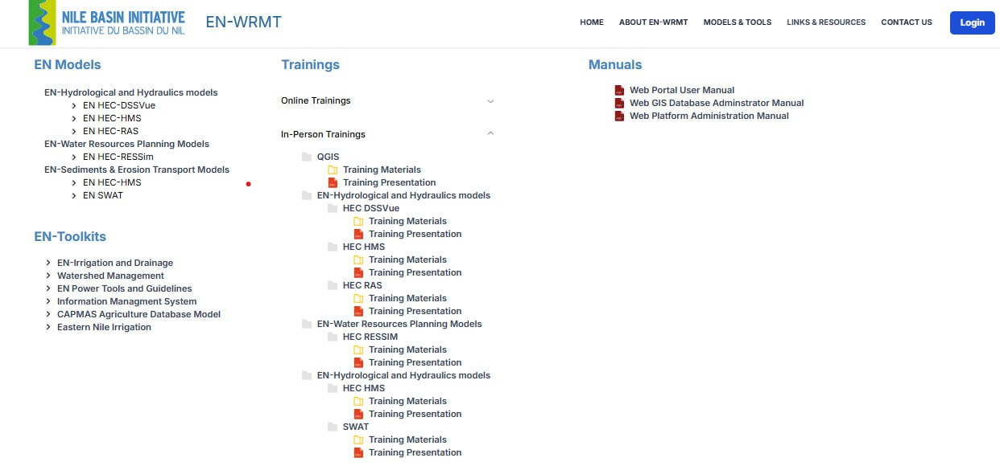 NILE BASIN INITIATIVE
INITIATIVE DU BASSIN DU NIL
EN-WRMT
HOME
ABOUT EN-WRMT
MODELS & TOOLS
LINKS & RESOURCES
CONTACT US
Login
EN Models
EN-Hydrological and Hydraulics models
EN HEC-DSSVue
EN HEC-HMS
EN HEC-RAS
EN-Water Resources Planning Models
EN HEC-RESSim
EN-Sediments & Erosion Transport Models
EN HEC-HMS
EN SWAT
EN-Toolkits
EN-Irrigation and Drainage
Watershed Management
EN Power Tools and Guidelines
Information Managment System
CAPMAS Agriculture Database Model
Eastern Nile Irrigation
Trainings
Online Trainings
In-Person Trainings
QGIS
Training Materials
Training Presentation
EN-Hydrological and Hydraulics models
HEC DSSVue
Training Materials
Training Presentation
HEC HMS
Training Materials
Training Presentation
HEC RAS
Training Materials
Training Presentation
EN-Water Resources Planning Models
HEC RESSIM
Training Materials
Training Presentation
EN-Hydrological and Hydraulics models
HEC HMS
Training Materials
Training Presentation
SWAT
Training Materials
Training Presentation
Manuals
Web Portal User Manual
Web GIS Database Adminstrator Manual
Web Platform Administration Manual